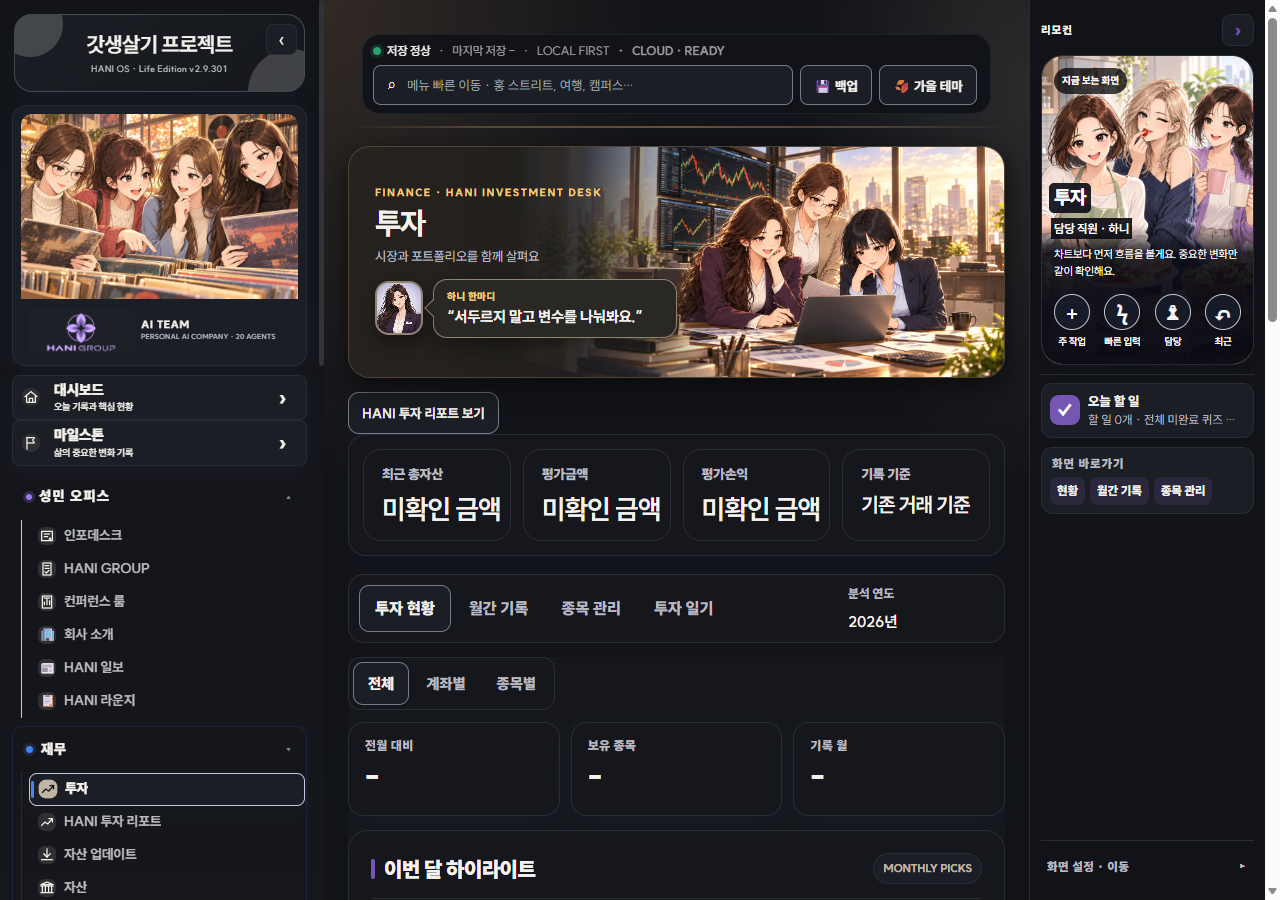 갓생살기 프로젝트
HANI OS · Life Edition v2.9.301
HANI GROUP
AI TEAM
PERSONAL AI COMPANY · 20 AGENTS
대시보드
오늘 기록과 핵심 현황
마일스톤
삶의 중요한 변화 기록
성민 오피스
인포데스크
HANI GROUP
컨퍼런스 룸
회사 소개
HANI 일보
HANI 라운지
재무
투자
HANI 투자 리포트
자산 업데이트
자산
저장 정상 · 마지막 저장 – · LOCAL FIRST · CLOUD · READY
메뉴 빠른 이동 · 홍 스트리트, 여행, 캠퍼스…
백업
가을 테마
FINANCE · HANI INVESTMENT DESK
투자
시장과 포트폴리오를 함께 살펴요
하니 한마디
“서두르지 말고 변수를 나눠봐요.”
HANI 투자 리포트 보기
최근 총자산
미확인 금액
평가금액
미확인 금액
평가손익
미확인 금액
기록 기준
기존 거래 기준
투자 현황
월간 기록
종목 관리
투자 일기
분석 연도
2026년
전체
계좌별
종목별
전월 대비
–
보유 종목
–
기록 월
–
이번 달 하이라이트
MONTHLY PICKS
리모컨
지금 보는 화면
투자
담당 직원 · 하니
차트보다 먼저 흐름을 볼게요. 중요한 변화만
같이 확인해요.
주 작업
빠른 입력
담당
최근
오늘 할 일
할 일 0개 · 전체 미완료 퀴즈 …
화면 바로가기
현황
월간 기록
종목 관리
화면 설정 · 이동